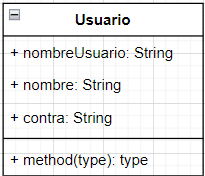 Usuario
+ nombreUsuario: String
+ nombre: String
+ contra: String
+ method(type): type